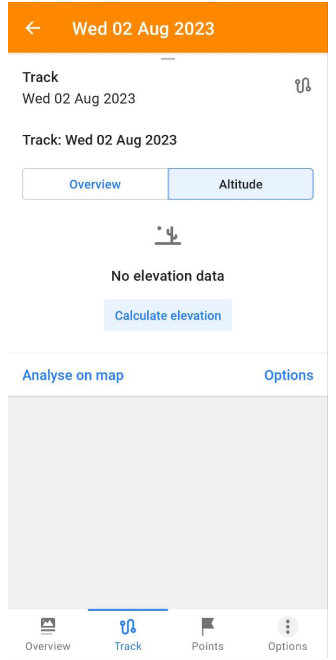 Wed 02 Aug 2023
Track
Wed 02 Aug 2023
Track: Wed 02 Aug 2023
Overview Altitude
No elevation data
Calculate elevation
Analyse on map Options
Overview Track Points Options